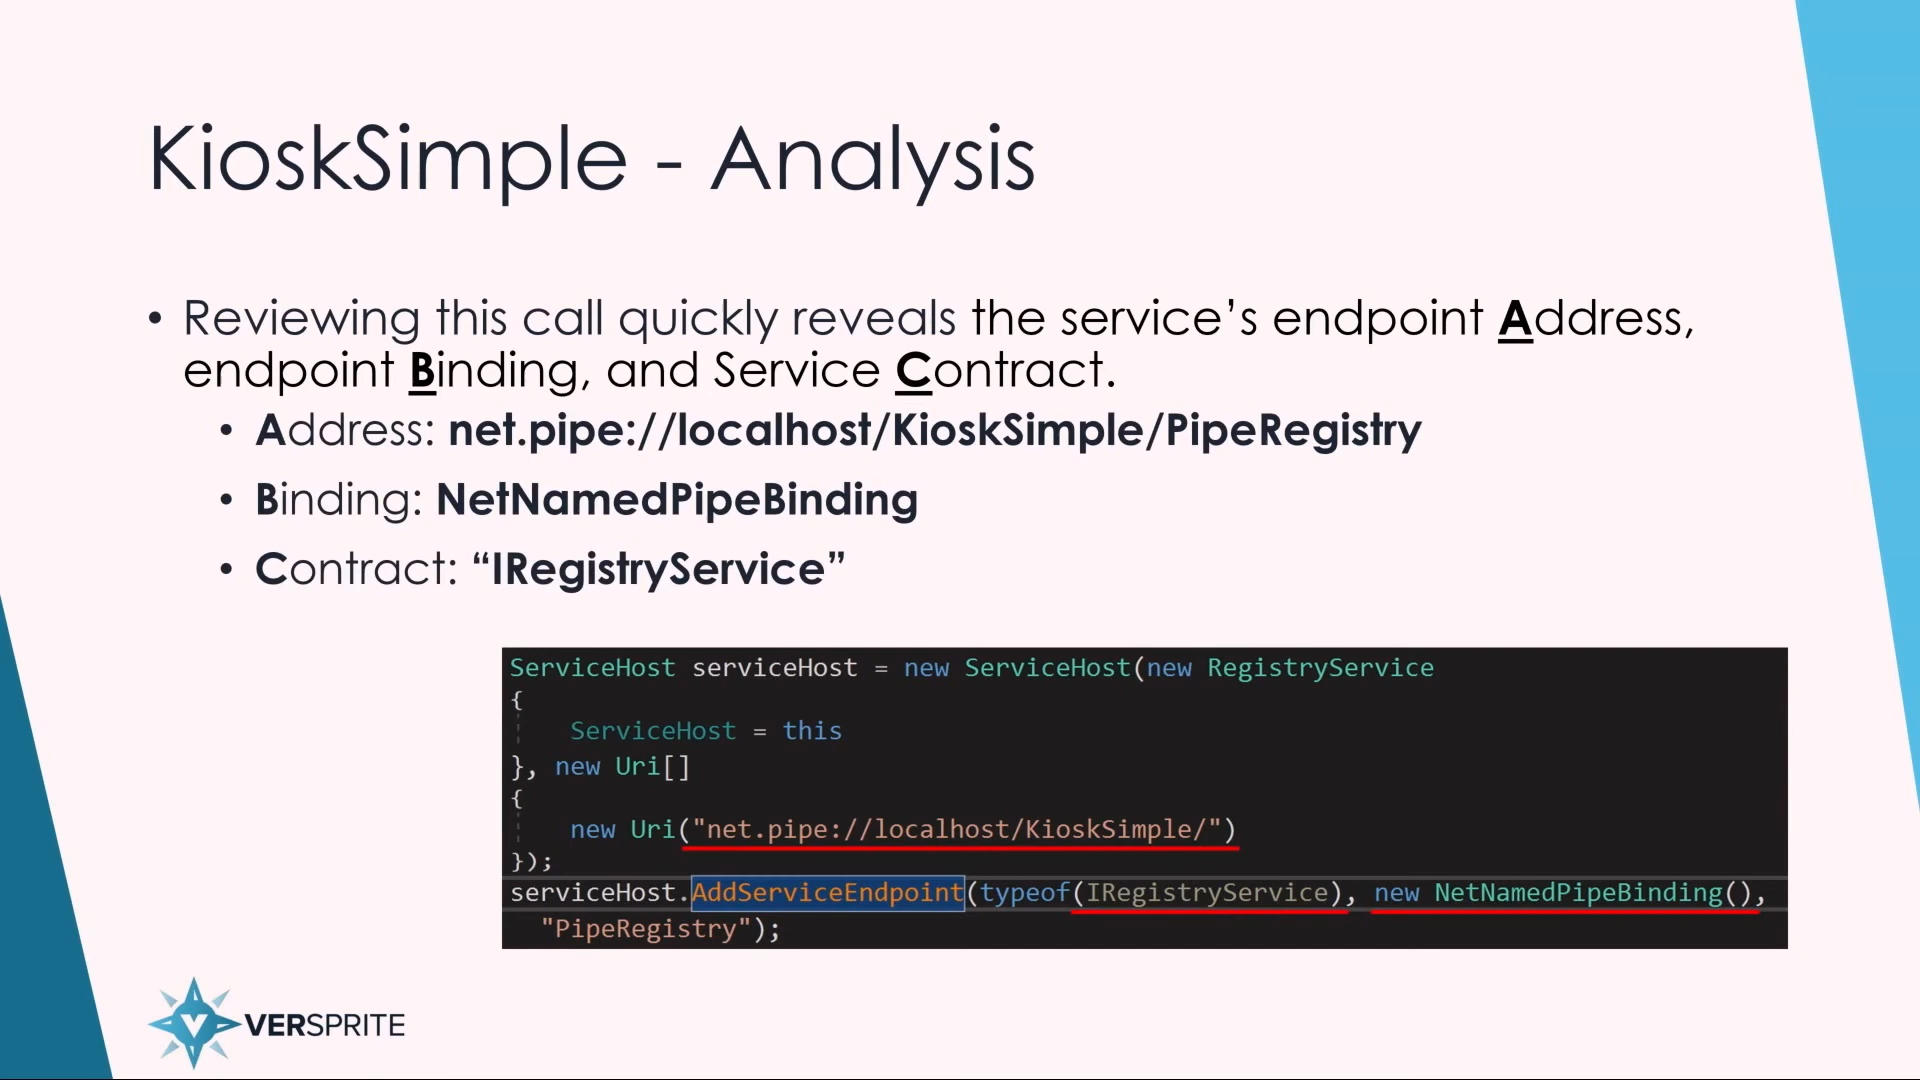 KioskSimple - Analysis
• Reviewing this call quickly reveals the service’s endpoint Address,
endpoint Binding, and Service Contract.
• Address: net.pipe://localhost/KioskSimple/PipeRegistry
• Binding: NetNamedPipeBinding
• Contract: “IRegistryService”
ServiceHost serviceHost = new ServiceHost(new RegistryService
{
ServiceHost = this
}, new Uri[]
{
new Uri("net.pipe://localhost/KioskSimple/")
});
serviceHost.AddServiceEndpoint(typeof(IRegistryService), new NetNamedPipeBinding(),
"PipeRegistry");
VERSPRITE